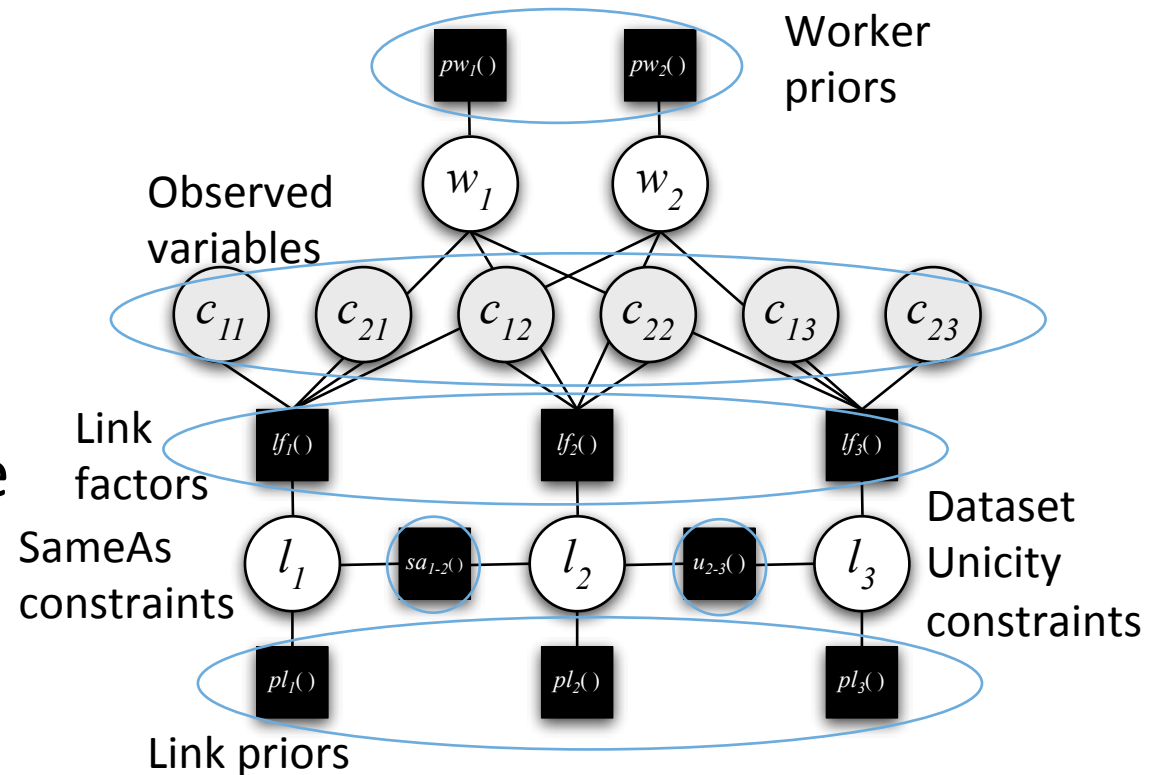 Worker
priors
pw1( ) pw2( )
w1 w2
Observed
variables
c11 c21 c12 c22 c13 c23
Link
factors
lf1( ) lf2( ) lf3( )
e
SameAs
constraints
l1 sa1-2( ) l2 u2-3( ) l3
Dataset
Unicity
constraints
pl1( ) pl2( ) pl3( )
Link priors